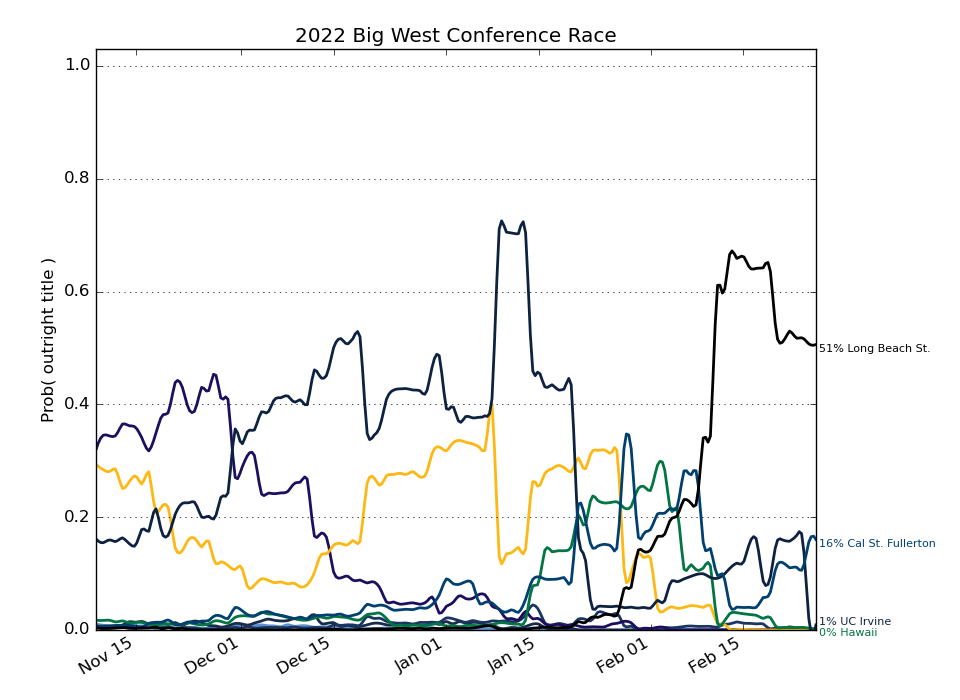 2022 Big West Conference Race
Prob( outright title )
1.0
0.8
0.6
0.4
0.2
0.0
51% Long Beach St.
16% Cal St. Fullerton
1% UC Irvine
0% Hawaii
Nov 15
Dec 01
Dec 15
Jan 01
Jan 15
Feb 01
Feb 15